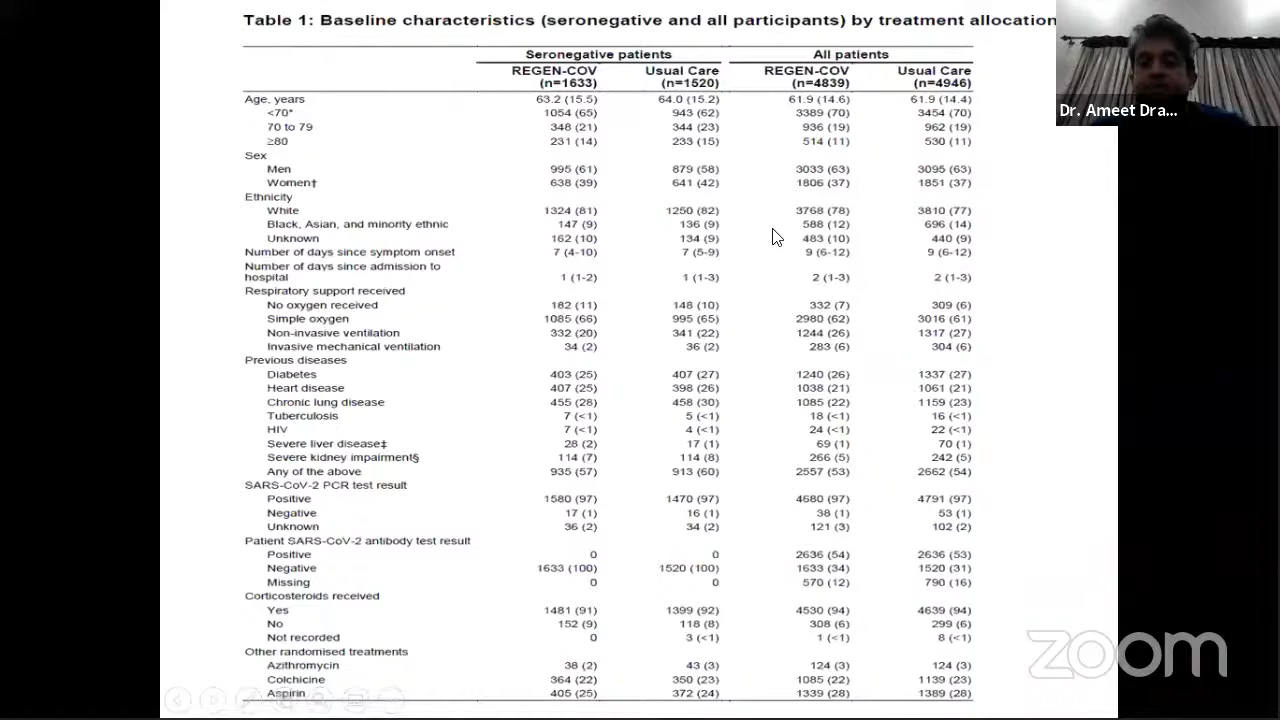 Table 1: Baseline characteristics (seronegative and all participants) by treatment allocation
Seronegative patients All patients
REGEN-COV Usual Care REGEN-COV Usual Care
(n=1633) (n=1520) (n=4839) (n=4946)
Age, years 63.2 (15.5) 64.0 (15.2) 61.9 (14.6) 61.9 (14.4)
<70* 1054 (65) 943 (62) 3389 (70) 3454 (70)
70 to 79 348 (21) 344 (23) 936 (19) 962 (19)
≥80 231 (14) 233 (15) 514 (11) 530 (11)
Sex
Men 995 (61) 879 (58) 3033 (63) 3095 (63)
Women† 638 (39) 641 (42) 1806 (37) 1851 (37)
Ethnicity
White 1324 (81) 1250 (82) 3768 (78) 3810 (77)
Black, Asian, and minority ethnic 147 (9) 136 (9) 588 (12) 696 (14)
Unknown 162 (10) 134 (9) 483 (10) 440 (9)
Number of days since symptom onset 7 (4-10) 7 (5-9) 9 (6-12) 9 (6-12)
Number of days since admission to
hospital 1 (1-2) 1 (1-3) 2 (1-3) 2 (1-3)
Respiratory support received
No oxygen received 182 (11) 148 (10) 332 (7) 309 (6)
Simple oxygen 1085 (66) 995 (65) 2980 (62) 3016 (61)
Non-invasive ventilation 332 (20) 341 (22) 1244 (26) 1317 (27)
Invasive mechanical ventilation 34 (2) 36 (2) 283 (6) 304 (6)
Previous diseases
Diabetes 403 (25) 407 (27) 1240 (26) 1337 (27)
Heart disease 407 (25) 398 (26) 1038 (21) 1061 (21)
Chronic lung disease 455 (28) 458 (30) 1085 (22) 1159 (23)
Tuberculosis 7 (<1) 5 (<1) 18 (<1) 16 (<1)
HIV 7 (<1) 4 (<1) 24 (<1) 22 (<1)
Severe liver disease‡ 28 (2) 17 (1) 69 (1) 70 (1)
Severe kidney impairment§ 114 (7) 114 (8) 266 (5) 242 (5)
Any of the above 935 (57) 913 (60) 2557 (53) 2662 (54)
SARS-CoV-2 PCR test result
Positive 1580 (97) 1470 (97) 4680 (97) 4791 (97)
Negative 17 (1) 16 (1) 38 (1) 53 (1)
Unknown 36 (2) 34 (2) 121 (3) 102 (2)
Patient SARS-CoV-2 antibody test result
Positive 0 0 2636 (54) 2636 (53)
Negative 1633 (100) 1520 (100) 1633 (34) 1520 (31)
Missing 0 0 570 (12) 790 (16)
Corticosteroids received
Yes 1481 (91) 1399 (92) 4530 (94) 4639 (94)
No 152 (9) 118 (8) 308 (6) 299 (6)
Not recorded 0 3 (<1) 1 (<1) 8 (<1)
Other randomised treatments
Azithromycin 38 (2) 43 (3) 124 (3) 124 (3)
Colchicine 364 (22) 350 (23) 1085 (22) 1139 (23)
Aspirin 405 (25) 372 (24) 1339 (28) 1389 (28)
Dr. Ameet Dra...
zoom